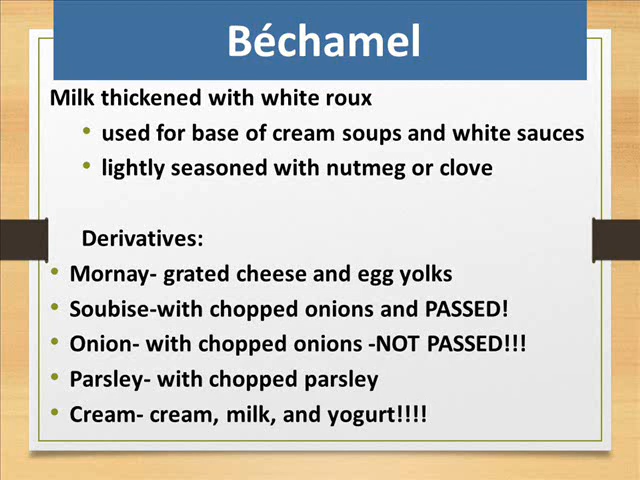 Béchamel
Milk thickened with white roux
• used for base of cream soups and white sauces
• lightly seasoned with nutmeg or clove
Derivatives:
• Mornay- grated cheese and egg yolks
• Soubise-with chopped onions and PASSED!
• Onion- with chopped onions -NOT PASSED!!!
• Parsley- with chopped parsley
• Cream- cream, milk, and yogurt!!!!